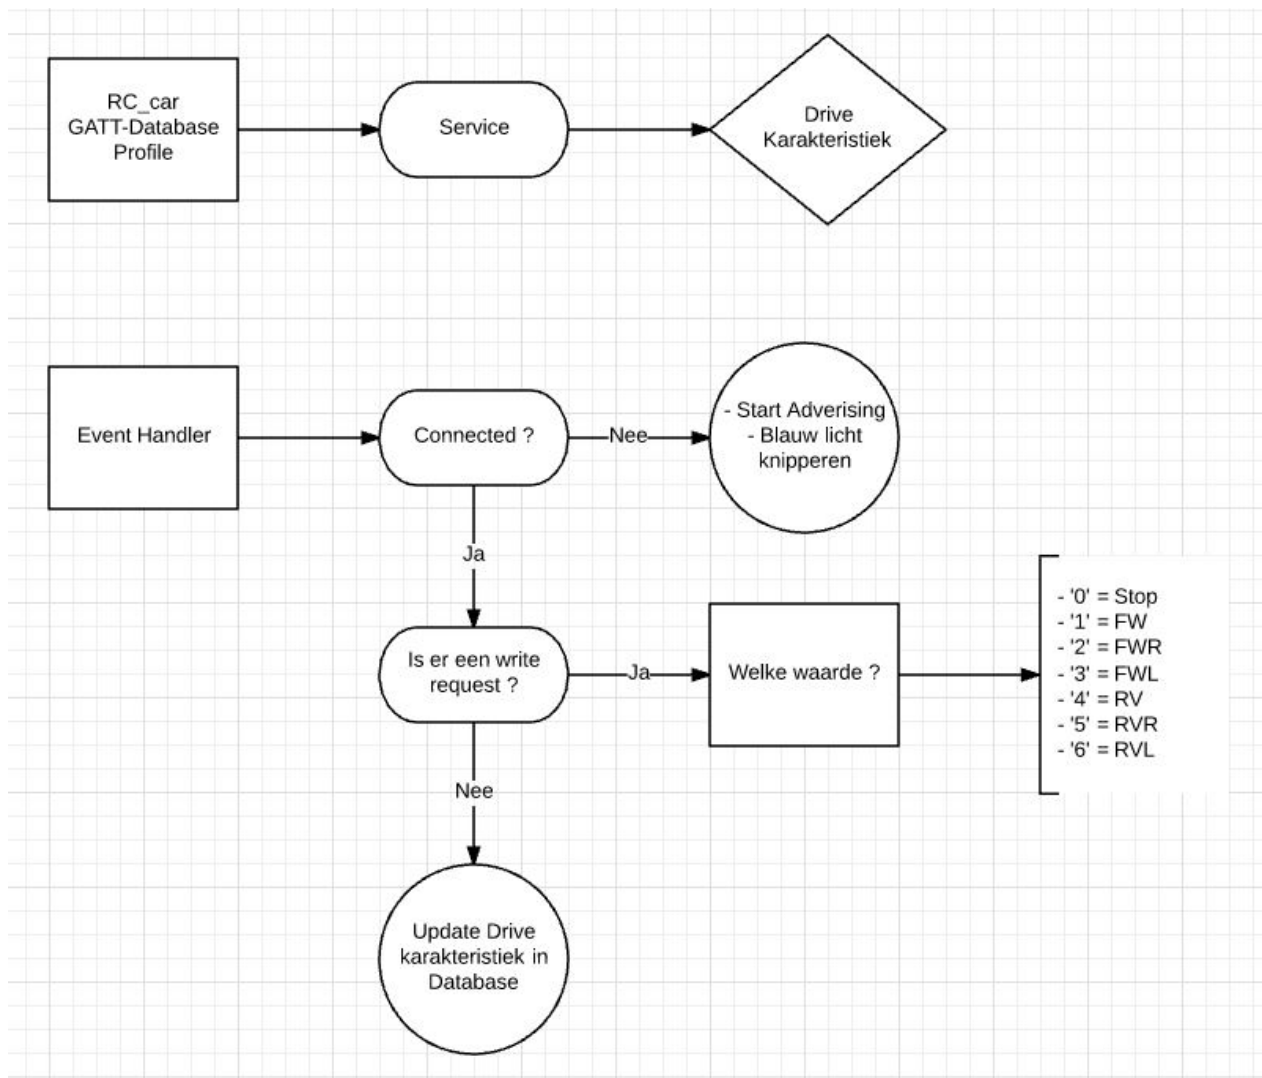 RC_car
GATT-Database
Profile
Service
Drive
Karakteristiek
Event Handler
Connected ?
Nee
- Start Adverising
- Blauw licht
knipperen
Ja
Is er een write
request ?
Ja
Welke waarde ?
- '0' = Stop
- '1' = FW
- '2' = FWR
- '3' = FWL
- '4' = RV
- '5' = RVR
- '6' = RVL
Nee
Update Drive
karakteristiek in
Database